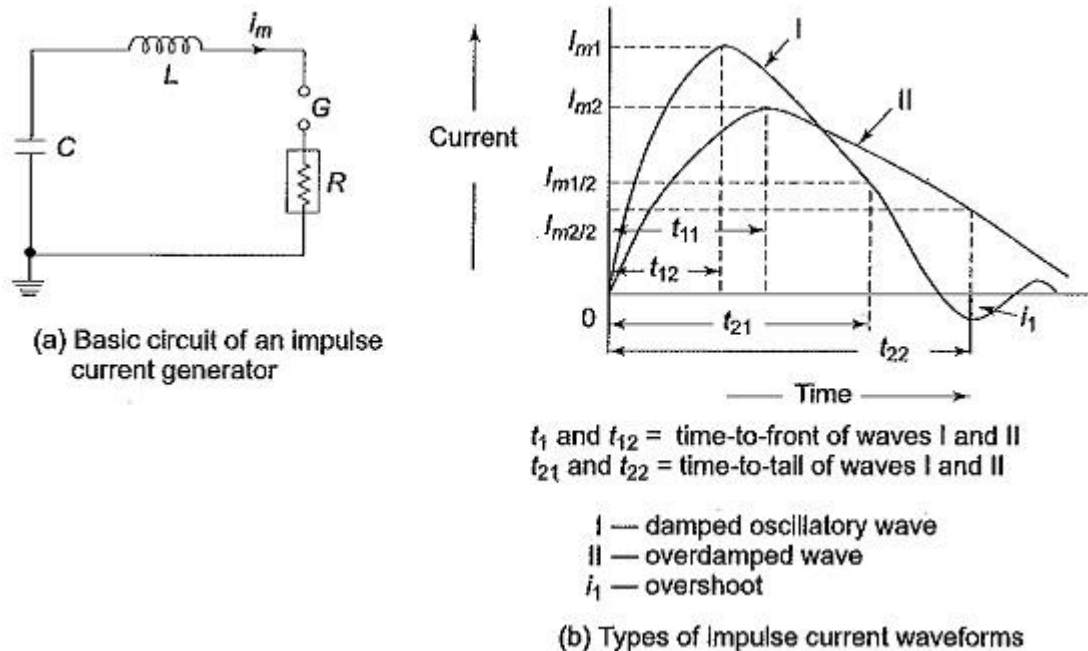 i_m
L
G
C
R
(a) Basic circuit of an impulse
current generator
Current
I_m1
I_m2
I_m1/2
I_m2/2
0
I
II
t_11
t_12
t_21
t_22
i_1
Time
t_1 and t_12 = time-to-front of waves I and II
t_21 and t_22 = time-to-tall of waves I and II
I — damped oscillatory wave
II — overdamped wave
i_1 — overshoot
(b) Types of Impulse current waveforms